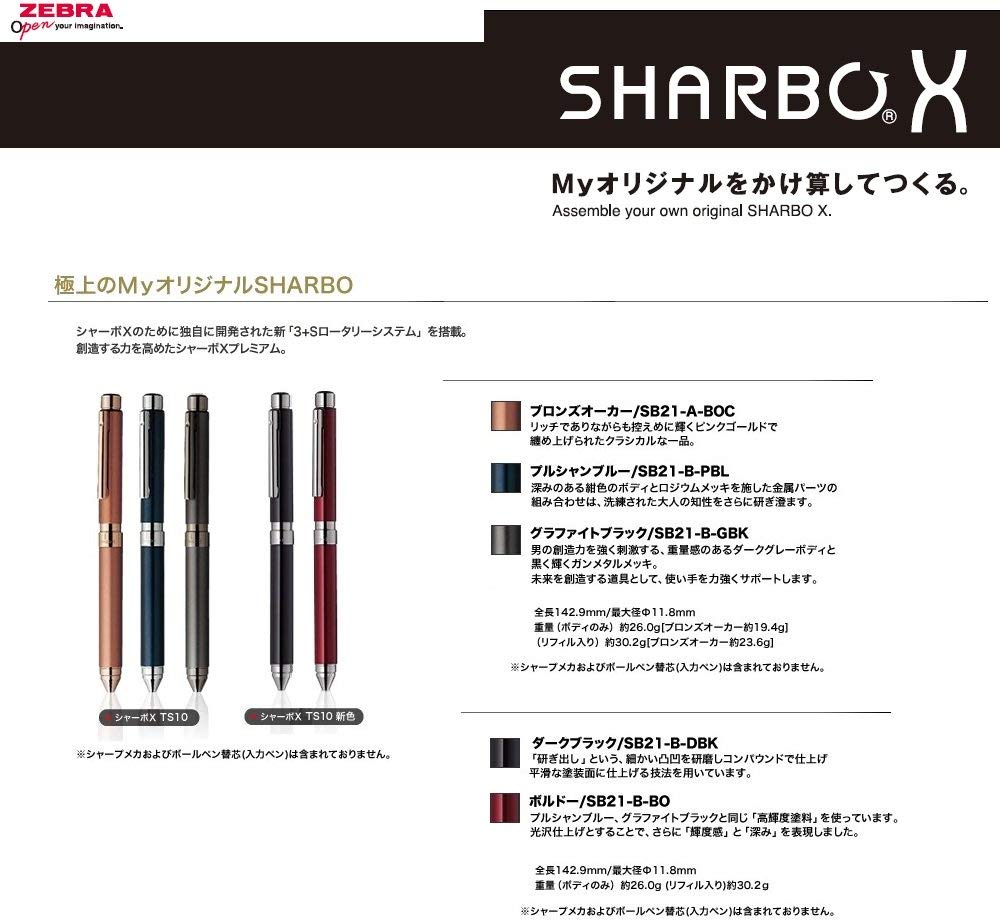 ZEBRA
Open your imagination.
SHARBO X
®
Myオリジナルをかけ算してつくる。
Assemble your own original SHARBO X.
極上のMyオリジナルSHARBO
シャーボXのために独自に開発された新「3+Sロータリーシステム」を搭載。
創造する力を高めたシャーボXプレミアム。
シャーボX TS10
シャーボX TS10 新色
※シャープメカおよびボールペン替芯(入力ペン)は含まれておりません。
ブロンズオーカー/SB21-A-BOC
リッチでありながらも控えめに輝くピンクゴールドで
纏め上げられたクラシカルな一品。
プルシャンブルー/SB21-B-PBL
深みのある紺色のボディとロジウムメッキを施した金属パーツの
組み合わせは、洗練された大人の知性をさらに研ぎ澄ます。
グラファイトブラック/SB21-B-GBK
男の創造力を強く刺激する、重量感のあるダークグレーボディと
黒く輝くガンメタルメッキ。
未来を創造する道具として、使い手を力強くサポートします。
全長142.9mm/最大径Φ11.8mm
重量（ボディのみ）約26.0g[ブロンズオーカー約19.4g]
（リフィル入り）約30.2g[ブロンズオーカー約23.6g]
※シャープメカおよびボールペン替芯(入力ペン)は含まれておりません。
ダークブラック/SB21-B-DBK
「研ぎ出し」という、細かい凸凹を研磨しコンパウンドで仕上げ
平滑な塗装面に仕上げる技法を用いています。
ボルドー/SB21-B-BO
プルシャンブルー、グラファイトブラックと同じ「高輝度塗料」を使っています。
光沢仕上げとすることで、さらに「輝度感」と「深み」を表現しました。
全長142.9mm/最大径Φ11.8mm
重量（ボディのみ）約26.0g (リフィル入り)約30.2g
※シャープメカおよびボールペン替芯(入力ペン)は含まれておりません。